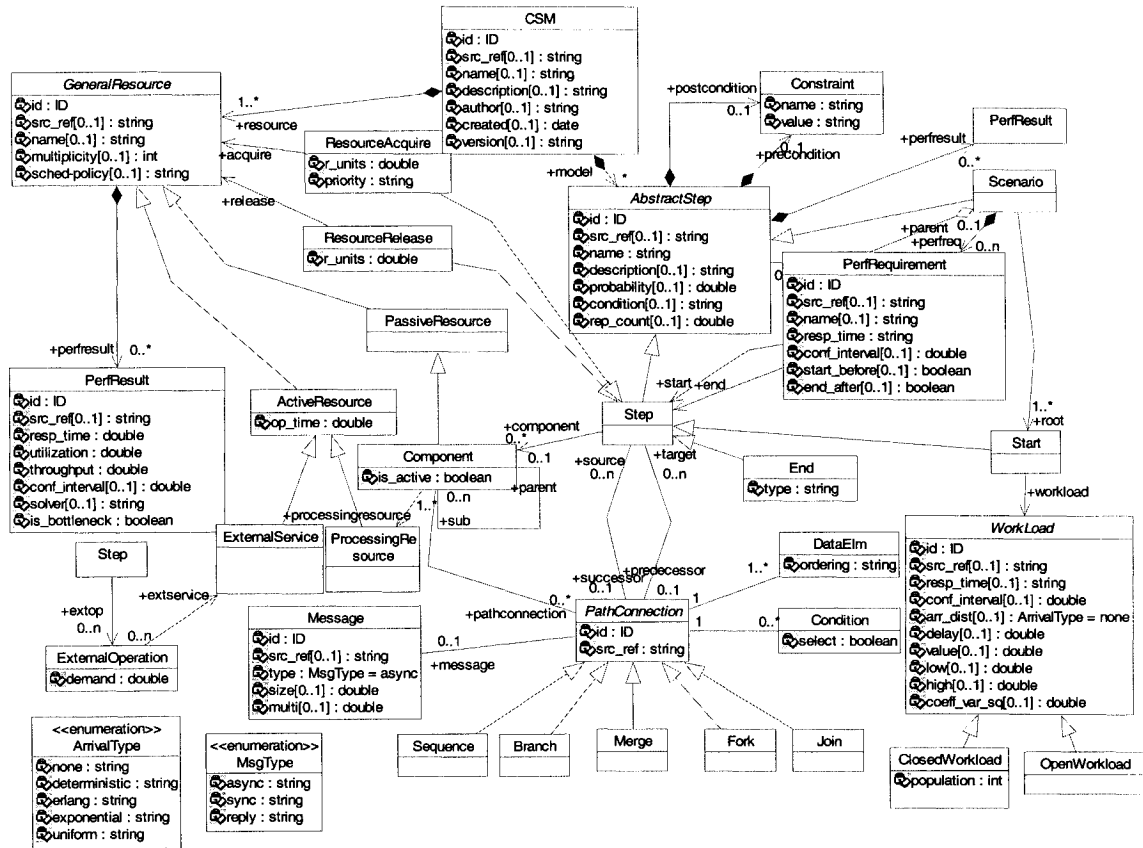 CSM
id : ID
src_ref[0..1] : string
name[0..1] : string
description[0..1] : string
author[0..1] : string
created[0..1] : date
version[0..1] : string
GeneralResource
id : ID
src_ref[0..1] : string
name[0..1] : string
multiplicity[0..1] : int
sched-policy[0..1] : string
1..*
+resource
+acquire
+release
ResourceAcquire
r_units : double
priority : string
ResourceRelease
r_units : double
+model
*
+postcondition
0..1
Constraint
name : string
value : string
0..1
+precondition
+perfresult
0..*
PerfResult
Scenario
AbstractStep
id : ID
src_ref[0..1] : string
name : string
description[0..1] : string
probability[0..1] : double
condition[0..1] : string
rep_count[0..1] : double
+parent
0..1
+perfreq
0..n
0
PerfRequirement
id : ID
src_ref[0..1] : string
name[0..1] : string
resp_time : string
conf_interval[0..1] : double
start_before[0..1] : boolean
end_after[0..1] : boolean
PassiveResource
+perfresult
0..*
PerfResult
id : ID
src_ref[0..1] : string
resp_time : double
utilization : double
throughput : double
conf_interval[0..1] : double
solver[0..1] : string
is_bottleneck : boolean
ActiveResource
op_time : double
+start
+end
Step
1..*
+root
Start
+component
0..*
0..1
+parent
Component
is_active : boolean
0..n
+sub
1..*
+processingresource
+source
0..n
+target
0..n
End
type : string
+workload
ExternalService
ProcessingRe
source
Step
+extop
0..n
+extservice
0..n
ExternalOperation
demand : double
WorkLoad
id : ID
src_ref[0..1] : string
resp_time[0..1] : string
conf_interval[0..1] : double
arr_dist[0..1] : ArrivalType = none
delay[0..1] : double
value[0..1] : double
low[0..1] : double
high[0..1] : double
coeff_var_sq[0..1] : double
DataElm
ordering : string
1..*
1
Condition
select : boolean
0..*
1
+successor
0..1
+predecessor
0..1
0..*
+pathconnection
PathConnection
id : ID
src_ref : string
Message
id : ID
src_ref[0..1] : string
type : MsgType = async
size[0..1] : double
multi[0..1] : double
0..1
+message
Sequence
Branch
Merge
Fork
Join
ClosedWorkload
population : int
OpenWorkload
<<enumeration>>
ArrivalType
none : string
deterministic : string
erlang : string
exponential : string
uniform : string
<<enumeration>>
MsgType
async : string
sync : string
reply : string